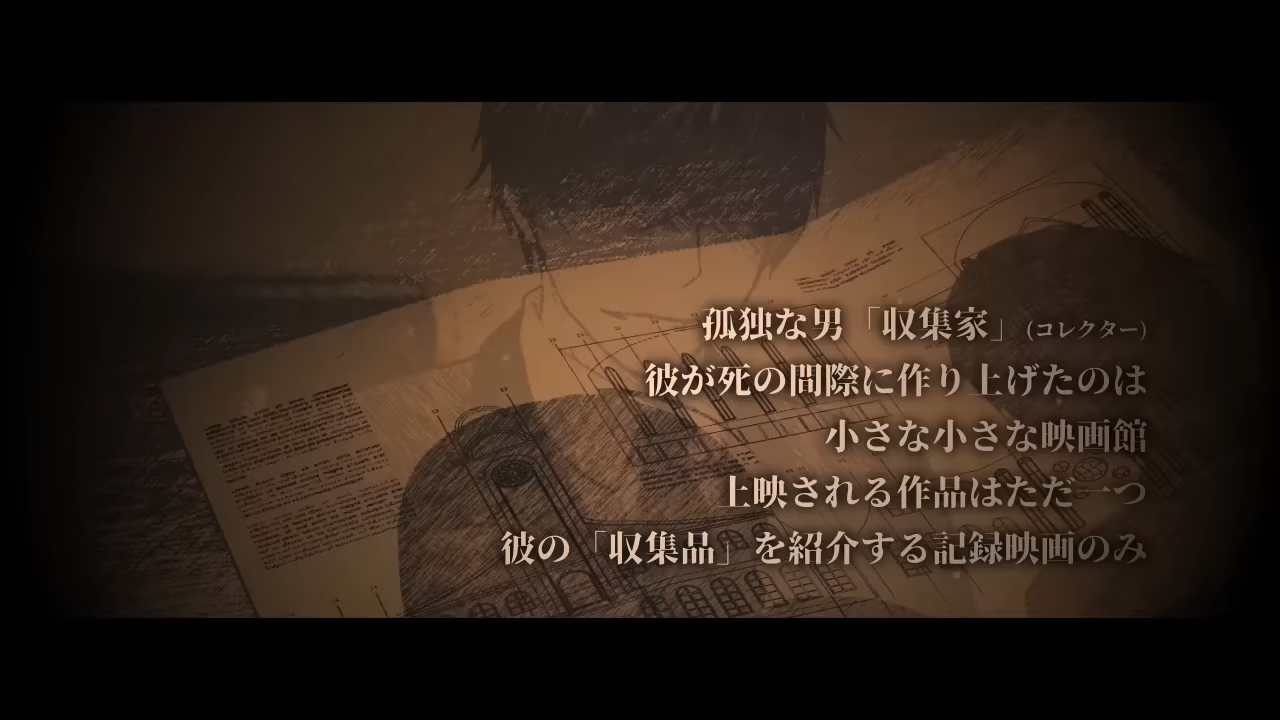 孤独な男「収集家」(コレクター)
彼が死の間際に作り上げたのは
小さな小さな映画館
上映される作品はただ一つ
彼の「収集品」を紹介する記録映画のみ